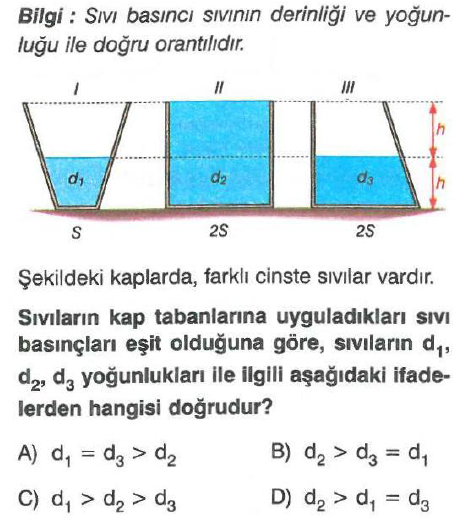 Bilgi : Sıvı basıncı sıvının derinliği ve yoğun-
luğu ile doğru orantılıdır.
I II III
h
d₁ d₂ d₃ h
S 2S 2S
Şekildeki kaplarda, farklı cinste sıvılar vardır.
Sıvıların kap tabanlarına uyguladıkları sıvı
basınçları eşit olduğuna göre, sıvıların d₁,
d₂, d₃ yoğunlukları ile ilgili aşağıdaki ifade-
lerden hangisi doğrudur?
A) d₁ = d₃ > d₂ B) d₂ > d₃ = d₁
C) d₁ > d₂ > d₃ D) d₂ > d₁ = d₃